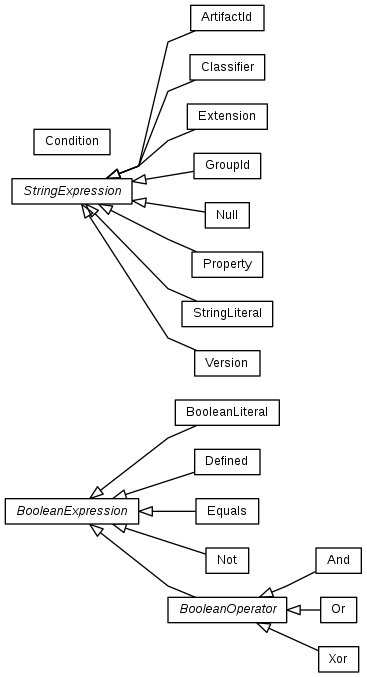 ArtifactId
Classifier
Extension
Condition
GroupId
StringExpression
Null
Property
StringLiteral
Version
BooleanLiteral
Defined
BooleanExpression
Equals
Not
And
BooleanOperator
Or
Xor